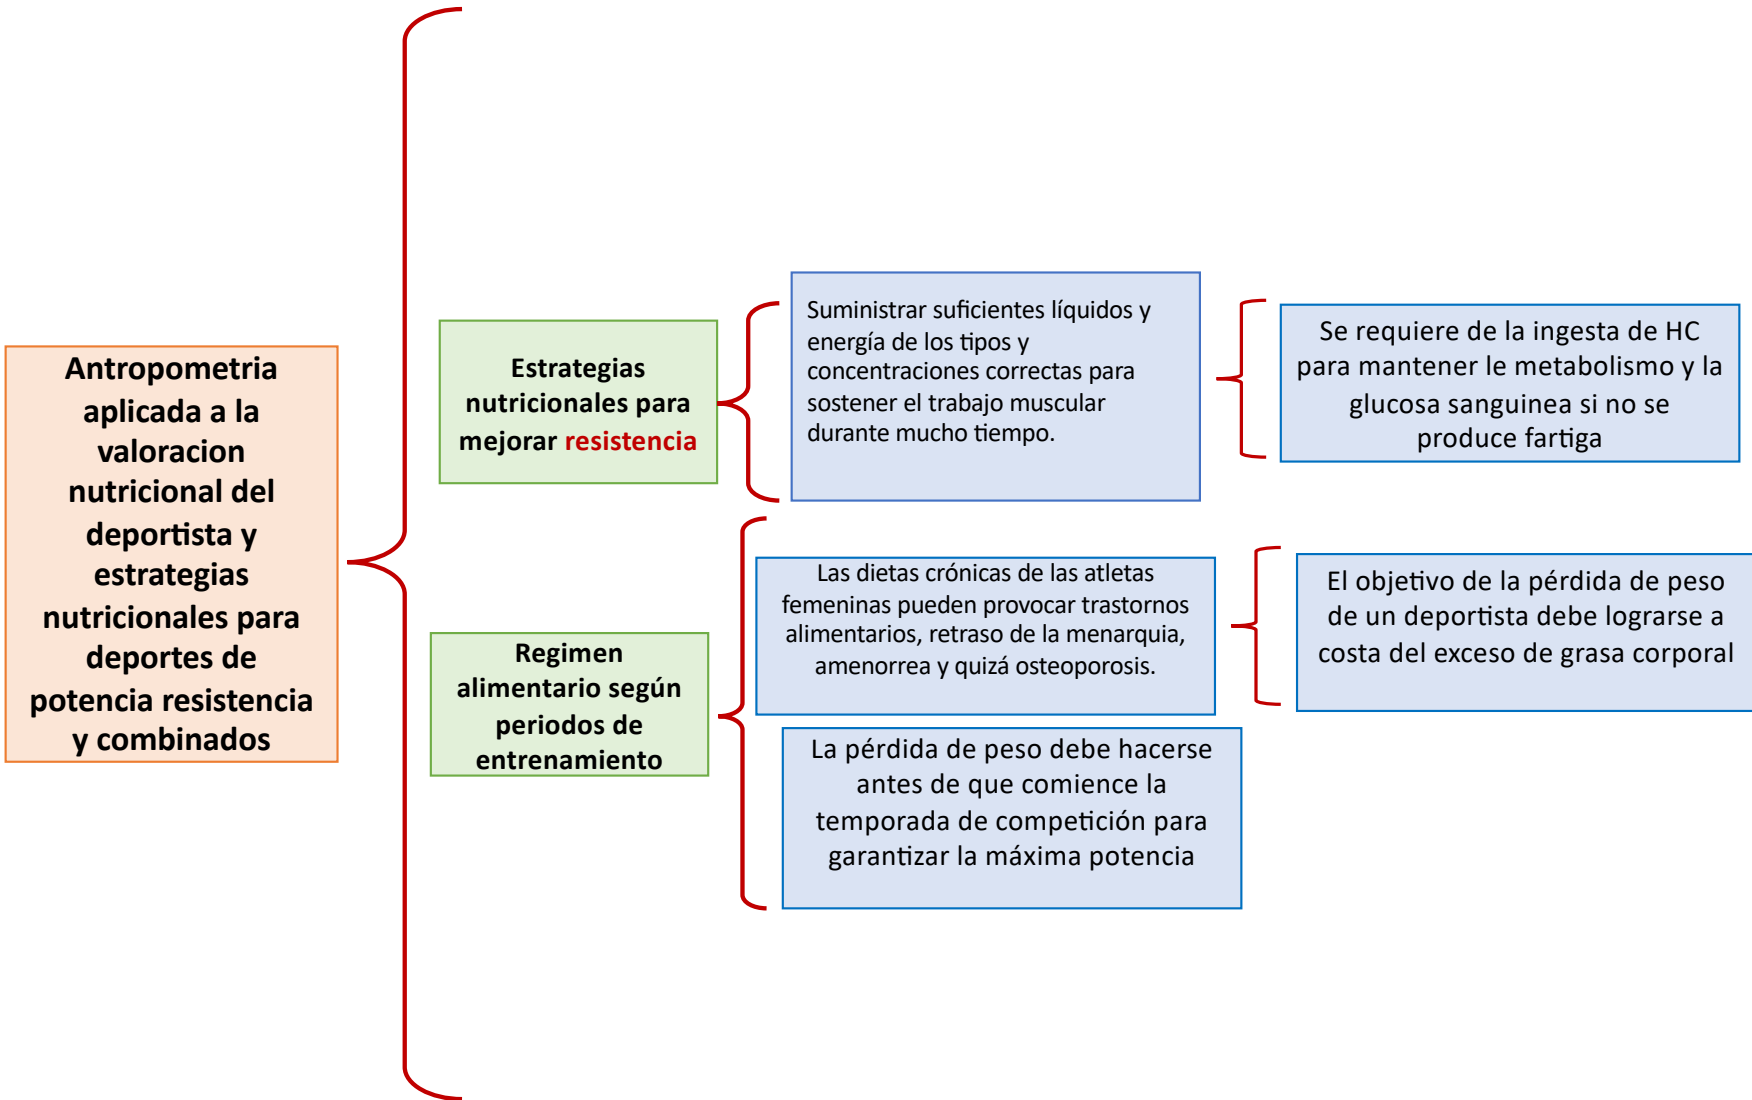 Antropometria
aplicada a la
valoracion
nutricional del
deportista y
estrategias
nutricionales para
deportes de
potencia resistencia
y combinados
Estrategias
nutricionales para
mejorar resistencia
Suministrar suficientes líquidos y
energía de los tipos y
concentraciones correctas para
sostener el trabajo muscular
durante mucho tiempo.
Se requiere de la ingesta de HC
para mantener le metabolismo y la
glucosa sanguinea si no se
produce fartiga
Regimen
alimentario según
periodos de
entrenamiento
Las dietas crónicas de las atletas
femeninas pueden provocar trastornos
alimentarios, retraso de la menarquia,
amenorrea y quizá osteoporosis.
El objetivo de la pérdida de peso
de un deportista debe lograrse a
costa del exceso de grasa corporal
La pérdida de peso debe hacerse
antes de que comience la
temporada de competición para
garantizar la máxima potencia